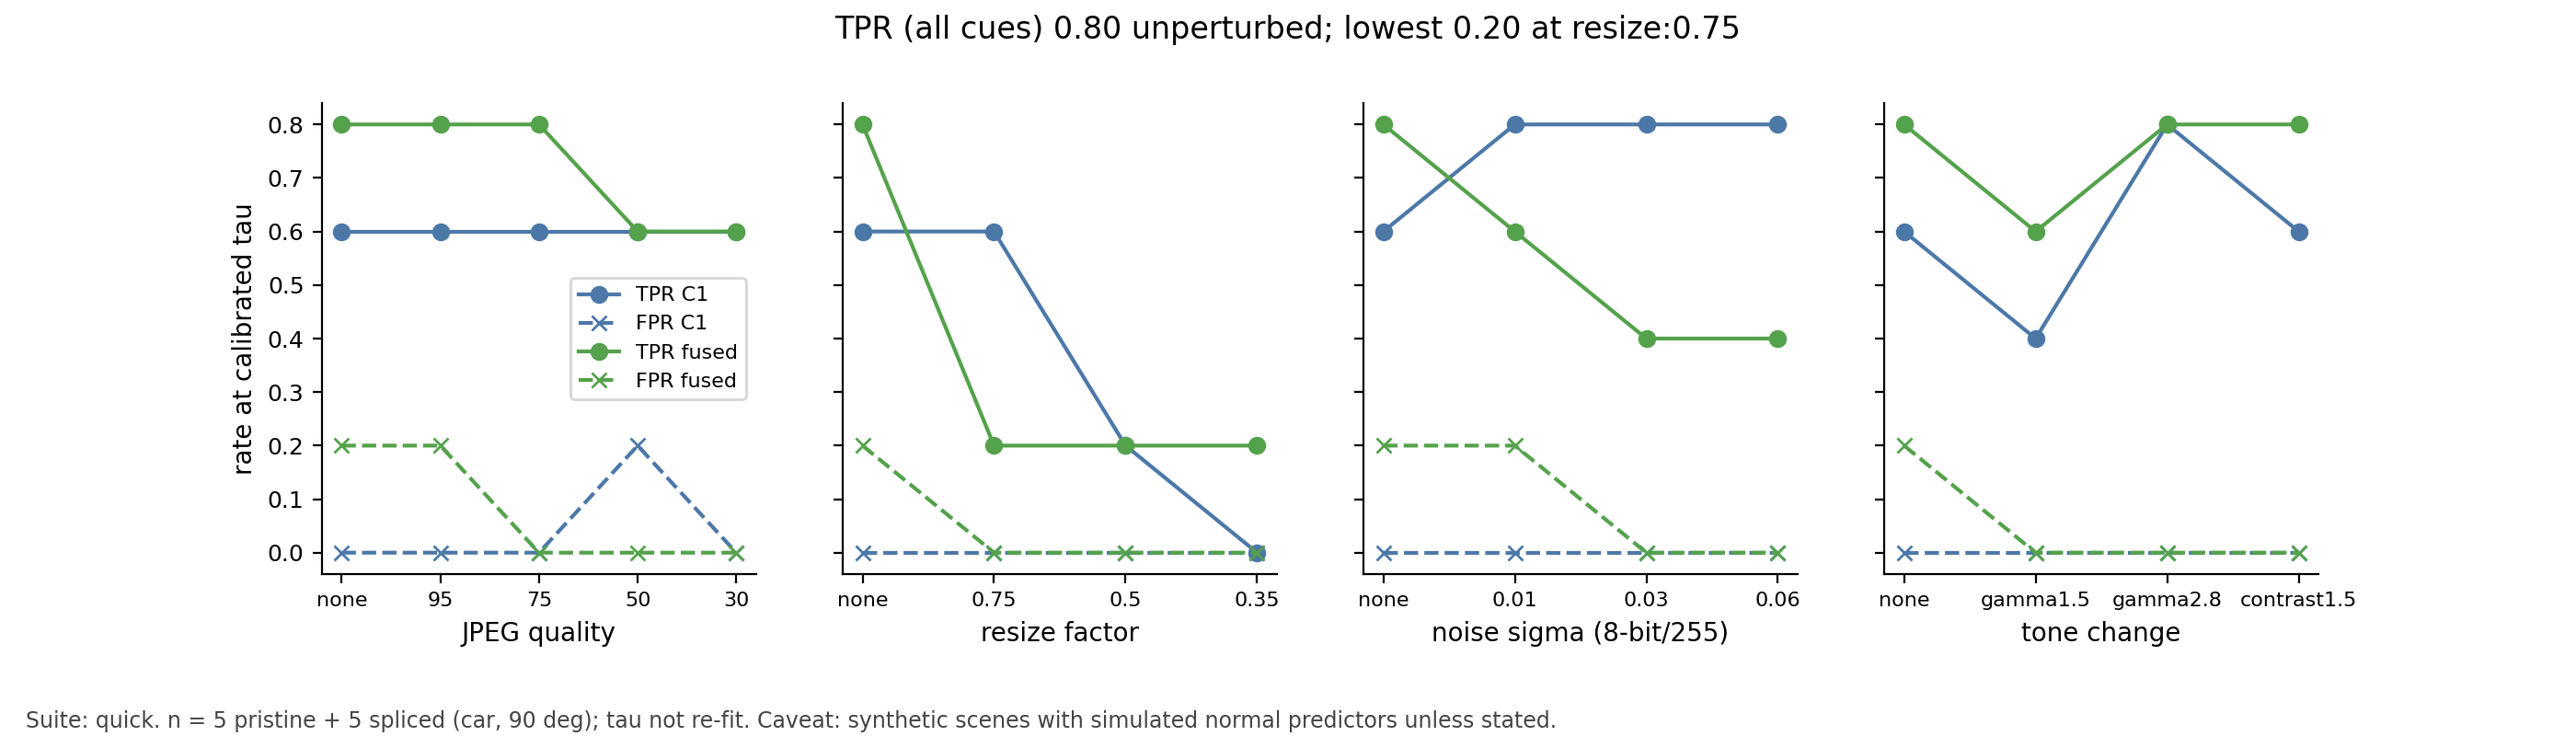 TPR (all cues) 0.80 unperturbed; lowest 0.20 at resize:0.75
rate at calibrated tau
0.8
0.7
0.6
0.5
0.4
0.3
0.2
0.1
0.0
TPR C1
FPR C1
TPR fused
FPR fused
none 95 75 50 30
JPEG quality
none 0.75 0.5 0.35
resize factor
none 0.01 0.03 0.06
noise sigma (8-bit/255)
none gamma1.5 gamma2.8 contrast1.5
tone change
Suite: quick. n = 5 pristine + 5 spliced (car, 90 deg); tau not re-fit. Caveat: synthetic scenes with simulated normal predictors unless stated.